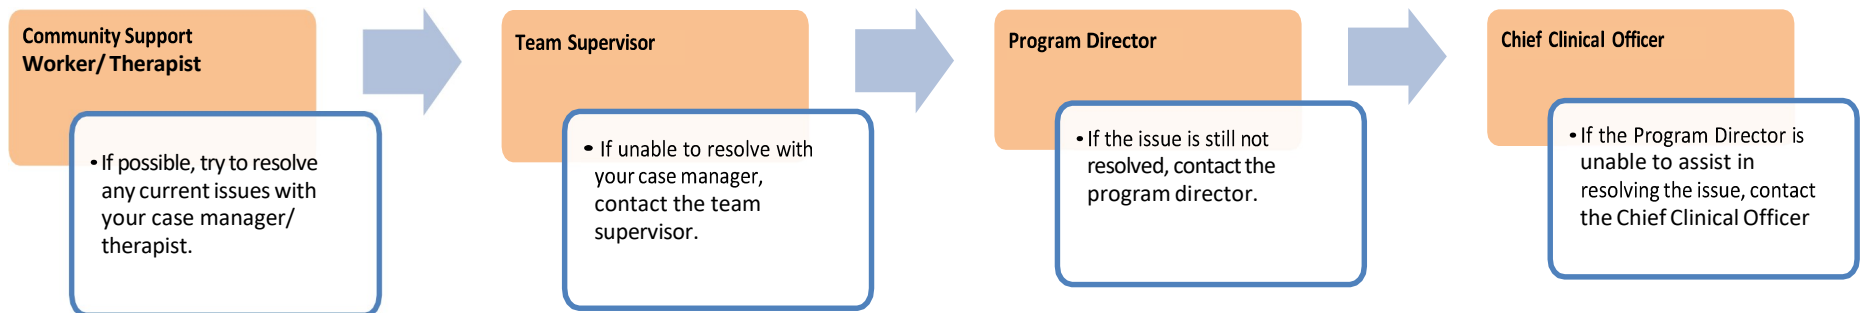 Community Support
Worker/ Therapist
• If possible, try to resolve
any current issues with
your case manager/
therapist.
Team Supervisor
• If unable to resolve with
your case manager,
contact the team
supervisor.
Program Director
• If the issue is still not
resolved, contact the
program director.
Chief Clinical Officer
• If the Program Director is
unable to assist in
resolving the issue, contact
the Chief Clinical Officer